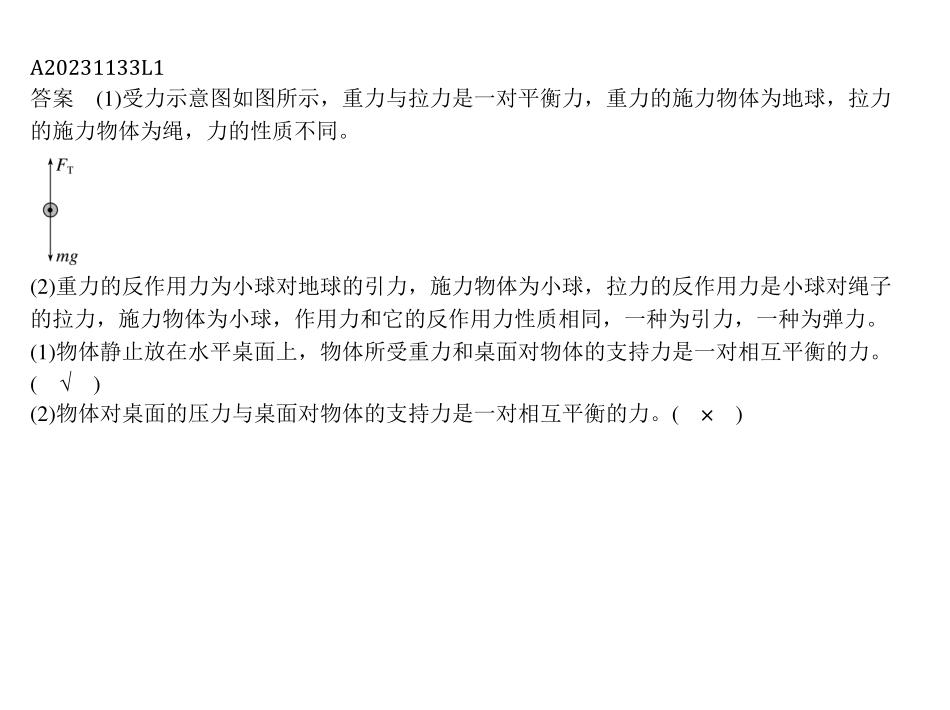 A20231133L1
答案　(1)受力示意图如图所示，重力与拉力是一对平衡力，重力的施力物体为地球，拉力
的施力物体为绳，力的性质不同。
FT
mg
(2)重力的反作用力为小球对地球的引力，施力物体为小球，拉力的反作用力是小球对绳子
的拉力，施力物体为小球，作用力和它的反作用力性质相同，一种为引力，一种为弹力。
(1)物体静止放在水平桌面上，物体所受重力和桌面对物体的支持力是一对相互平衡的力。
(　√　)
(2)物体对桌面的压力与桌面对物体的支持力是一对相互平衡的力。(　×　)